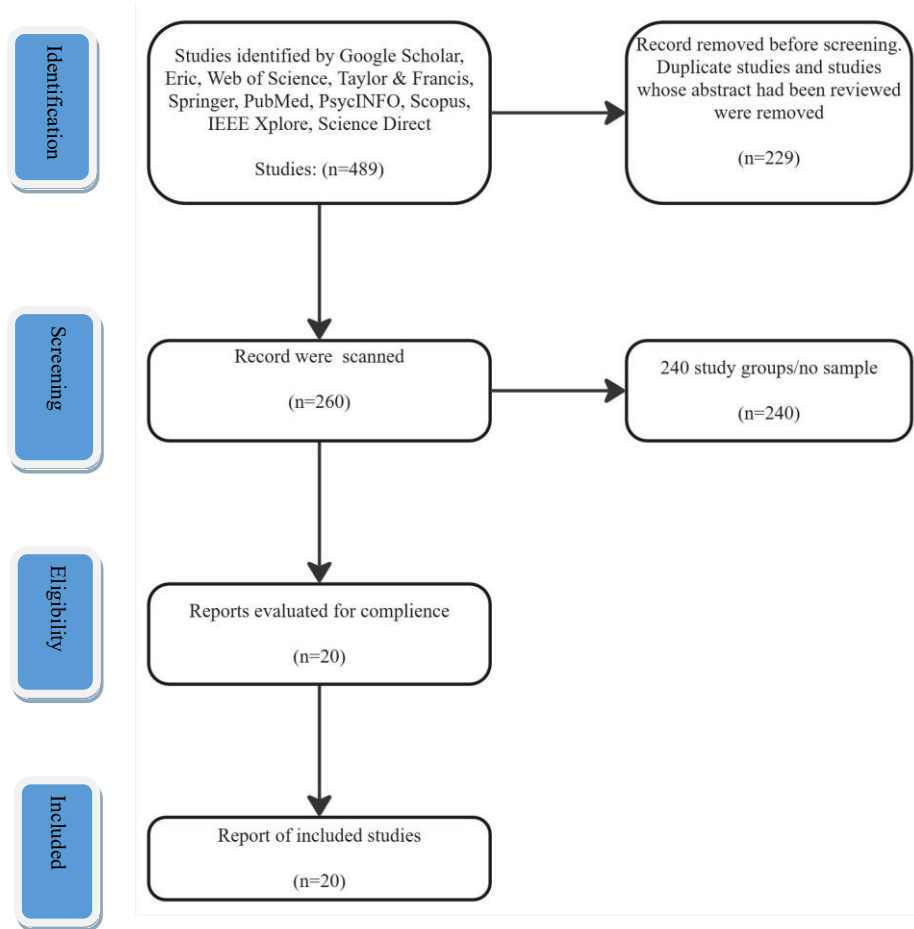 Identification
Studies identified by Google Scholar,
Eric, Web of Science, Taylor & Francis,
Springer, PubMed, PsycINFO, Scopus,
IEEE Xplore, Science Direct
Studies: (n=489)
Record removed before screening.
Duplicate studies and studies
whose abstract had been reviewed
were removed
(n=229)
Screening
Record were scanned
(n=260)
240 study groups/no sample
(n=240)
Eligibility
Reports evaluated for complience
(n=20)
Included
Report of included studies
(n=20)